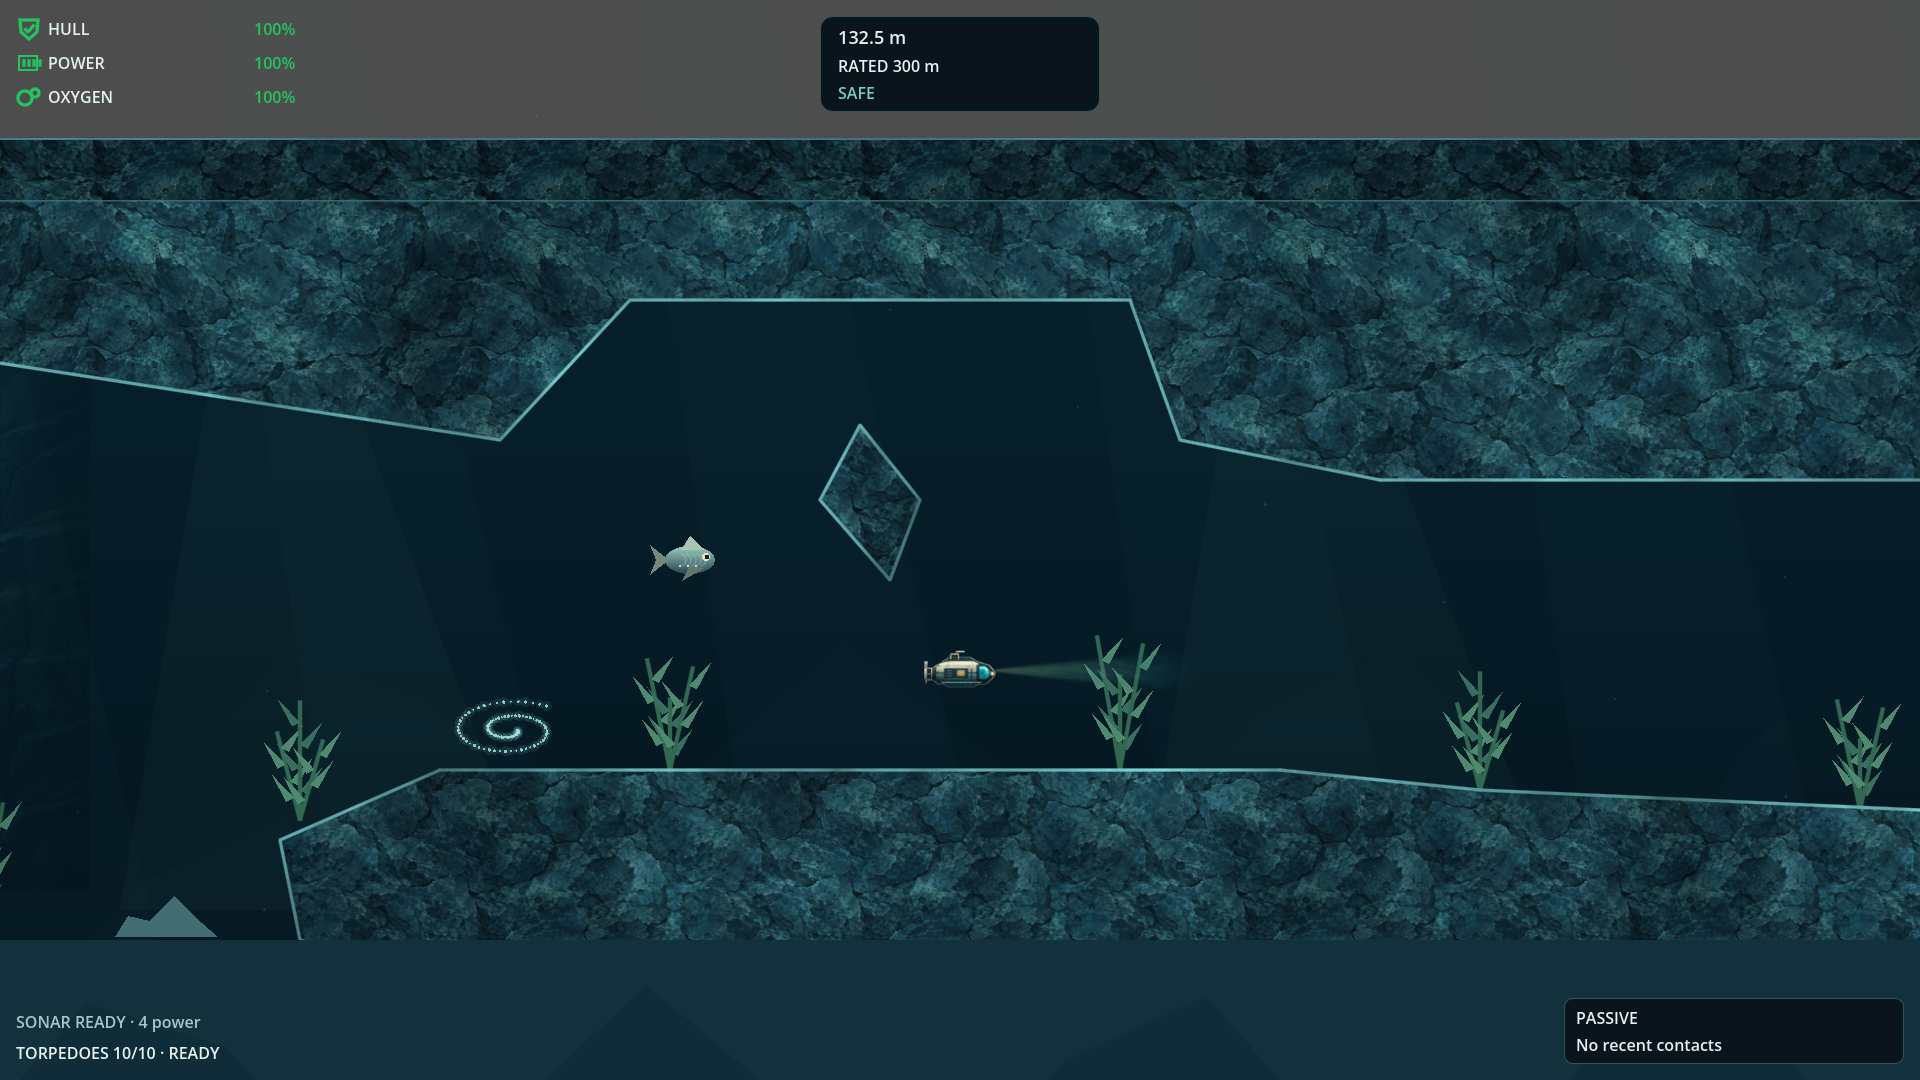 HULL 100%
POWER 100%
OXYGEN 100%
132.5 m
RATED 300 m
SAFE
SONAR READY · 4 power
TORPEDOES 10/10 · READY
PASSIVE
No recent contacts